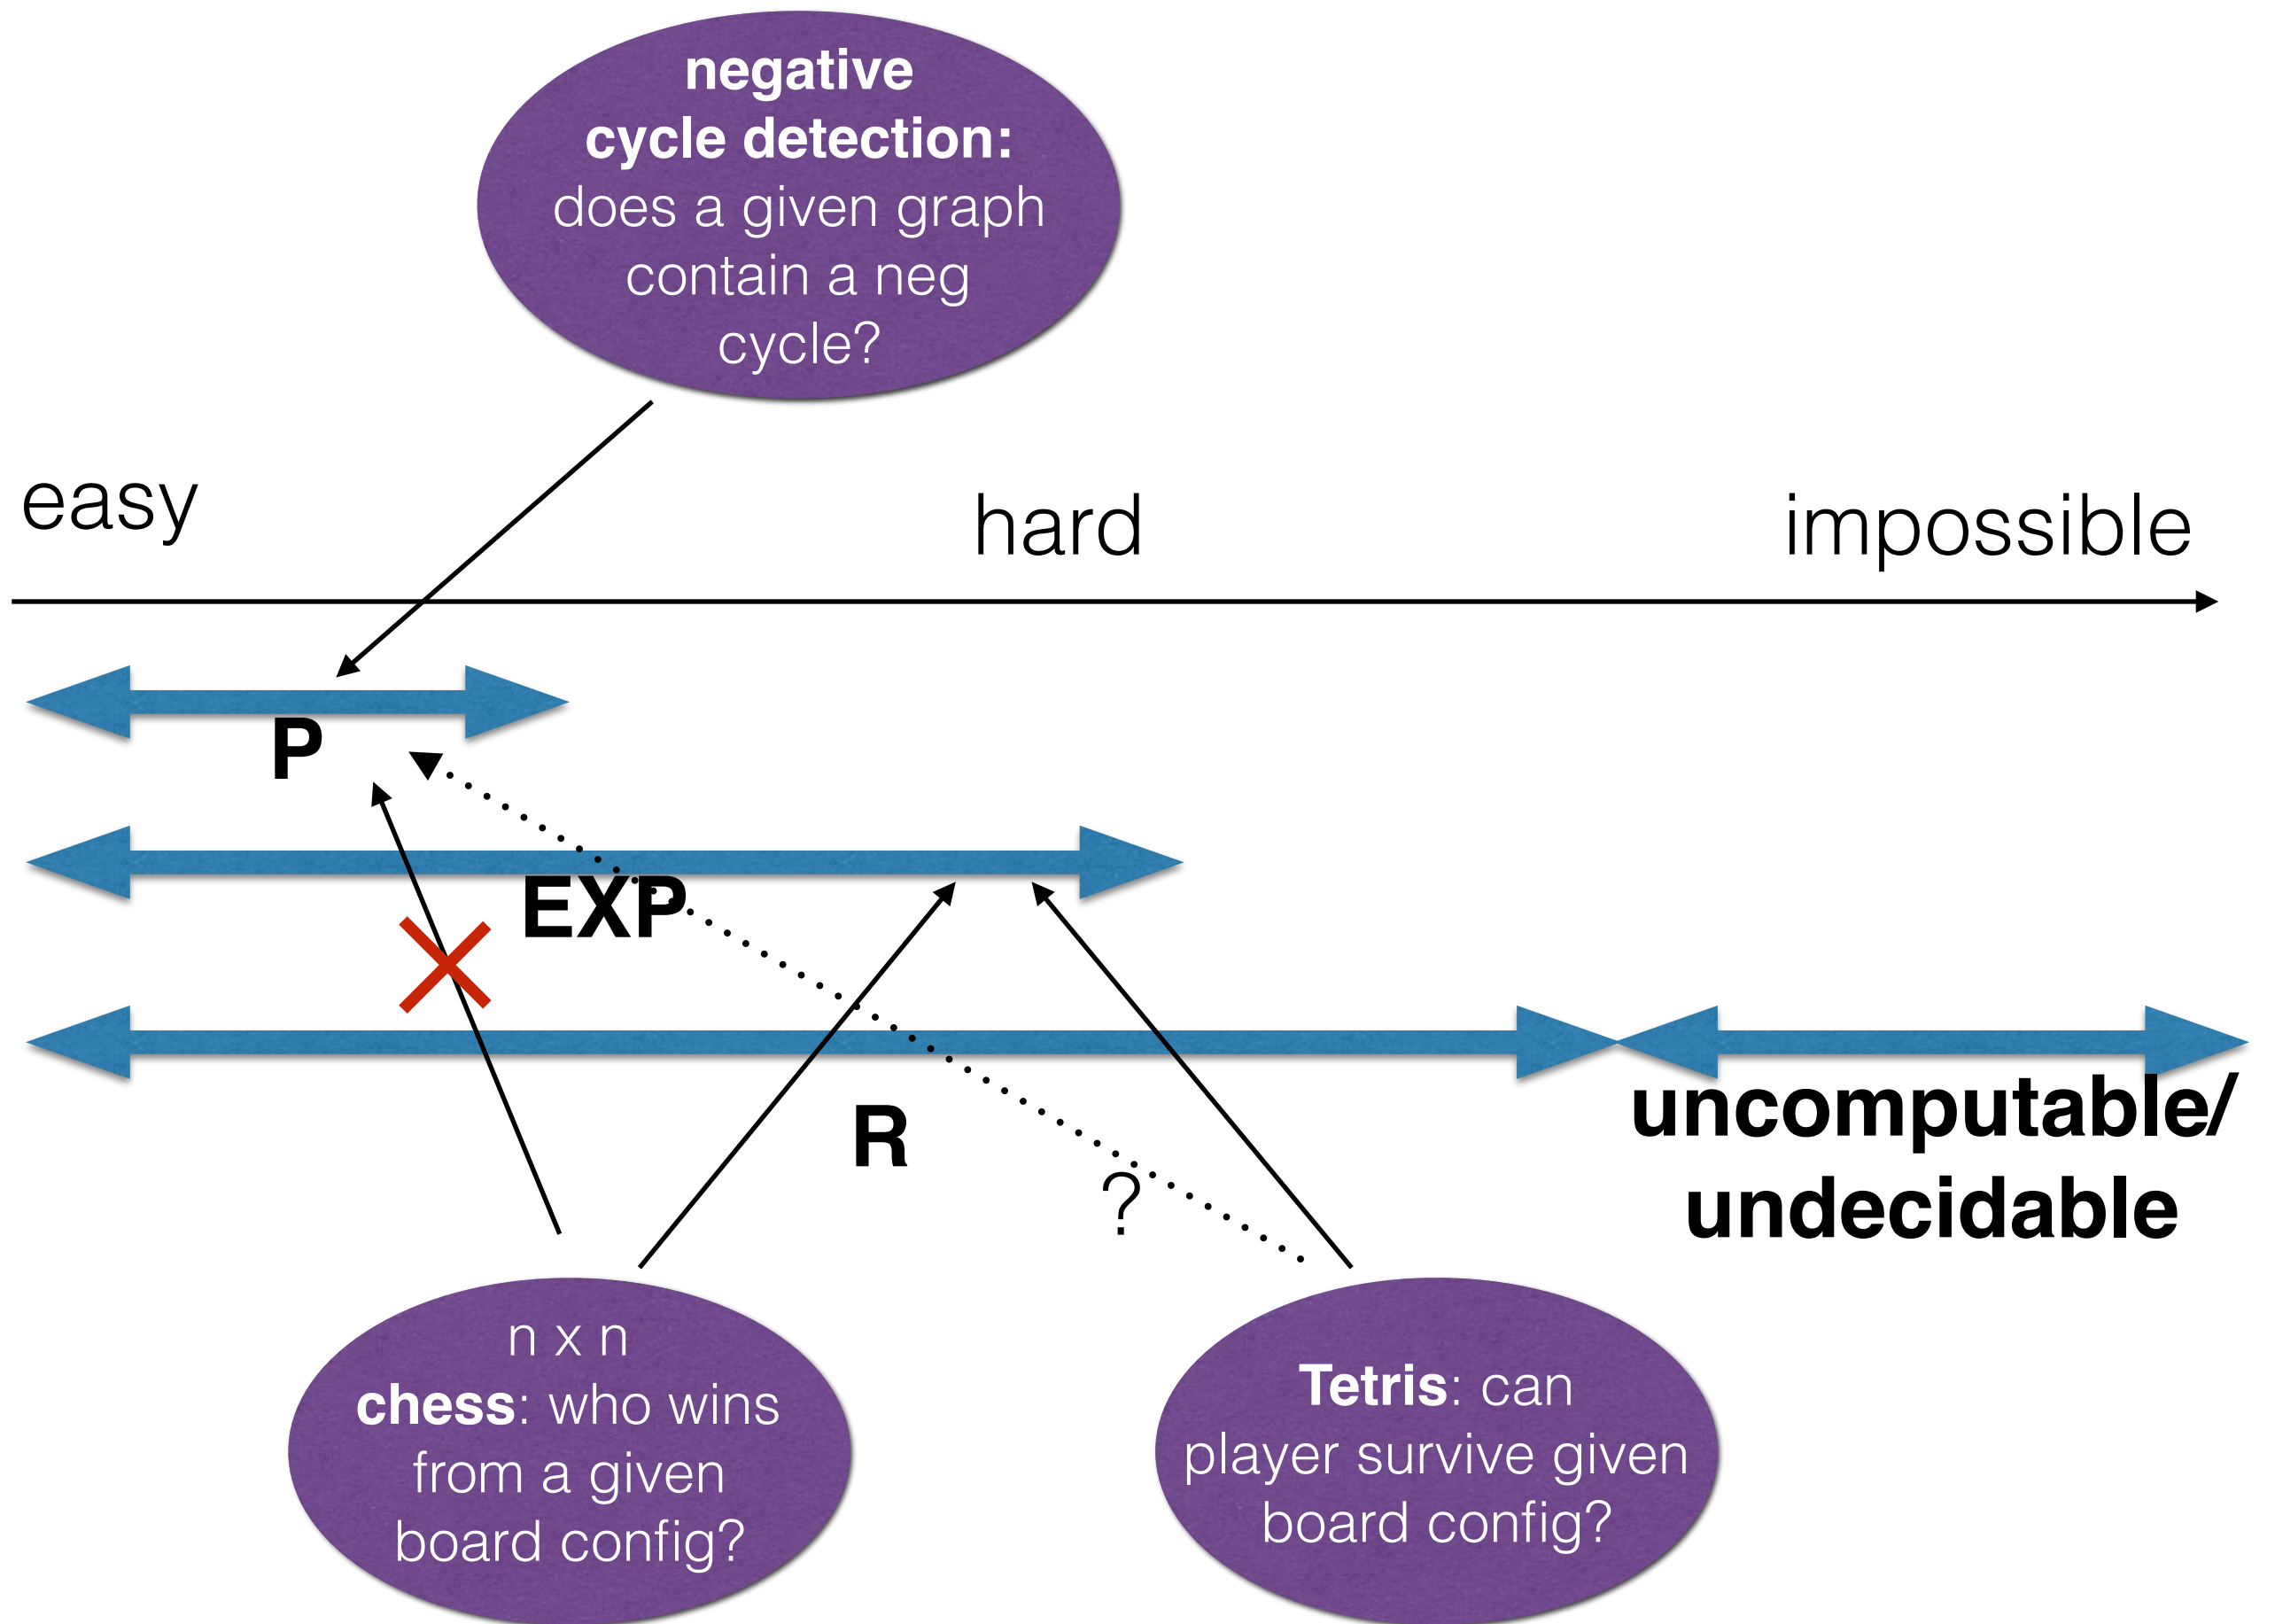 negative
cycle detection:
does a given graph
contain a neg
cycle?
easy
hard
impossible
P
EXP
R
uncomputable/
undecidable
?
n x n
chess: who wins
from a given
board config?
Tetris: can
player survive given
board config?